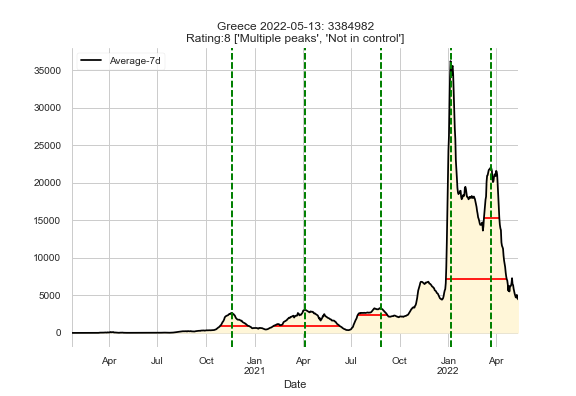 Greece 2022-05-13: 3384982
Rating:8 ['Multiple peaks', 'Not in control']
Average-7d
35000
30000
25000
20000
15000
10000
5000
0
Apr Jul Oct Jan Apr Jul Oct Jan Apr
2021 2022
Date